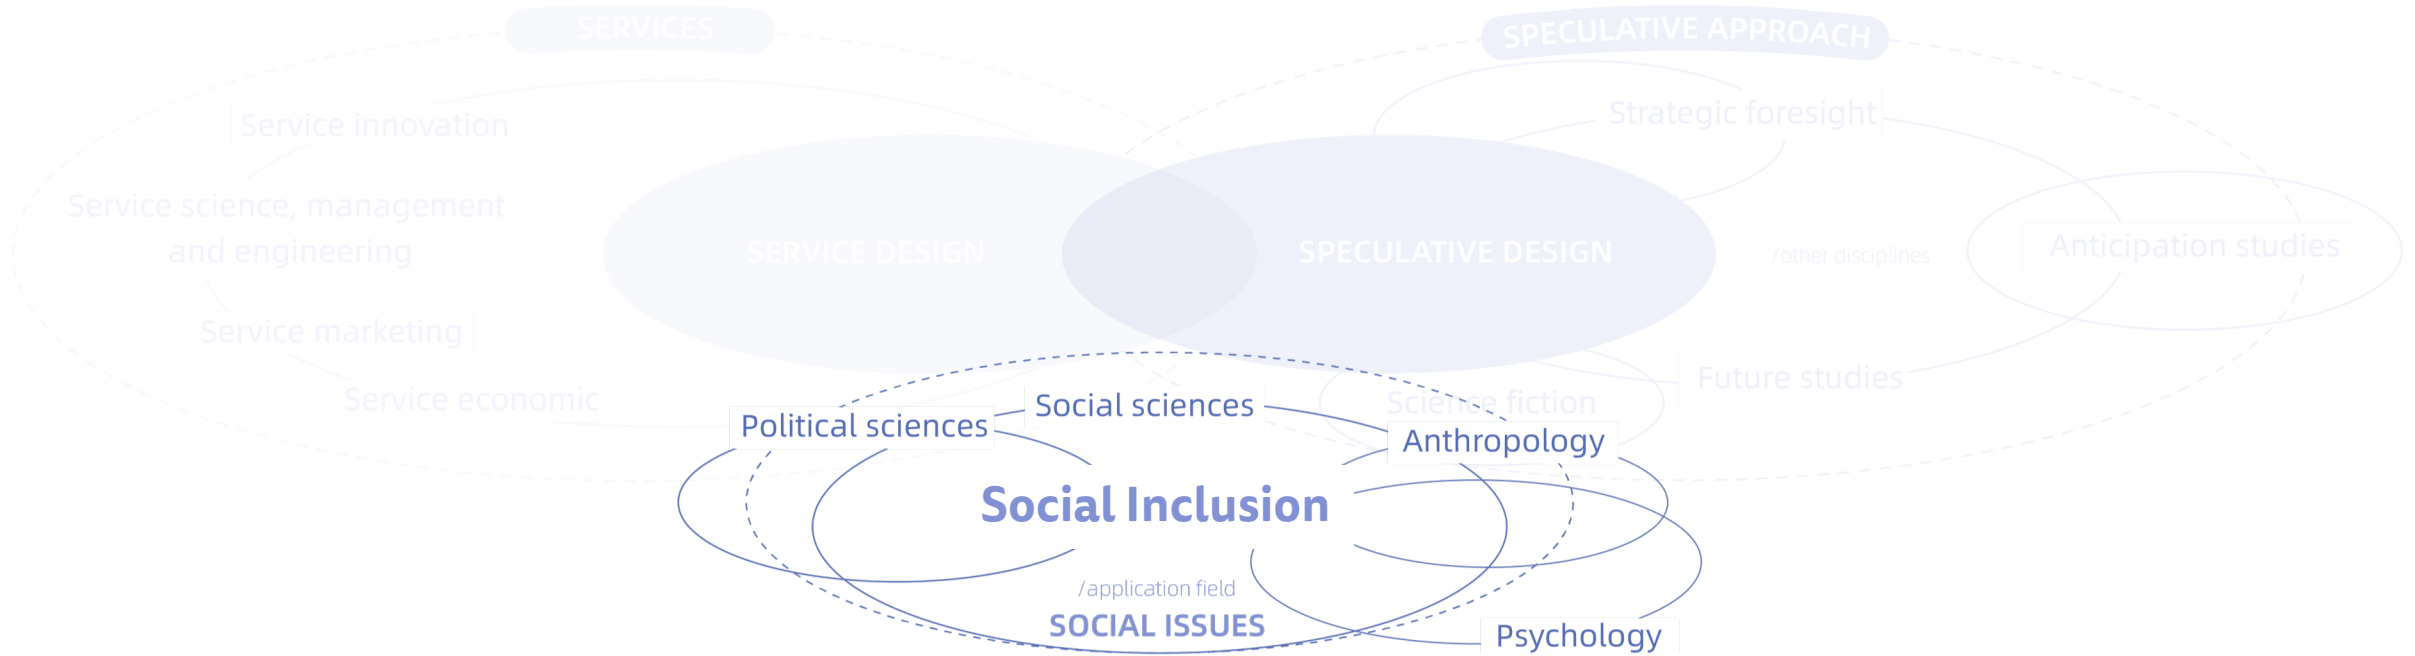 SERVICES
SPECULATIVE APPROACH
Service innovation
Strategic foresight
Service science, management
and engineering
SERVICE DESIGN
SPECULATIVE DESIGN
/other disciplines
Anticipation studies
Service marketing
Future studies
Service economic
Science fiction
Social sciences
Political sciences
Anthropology
Social Inclusion
/application field
SOCIAL ISSUES
Psychology